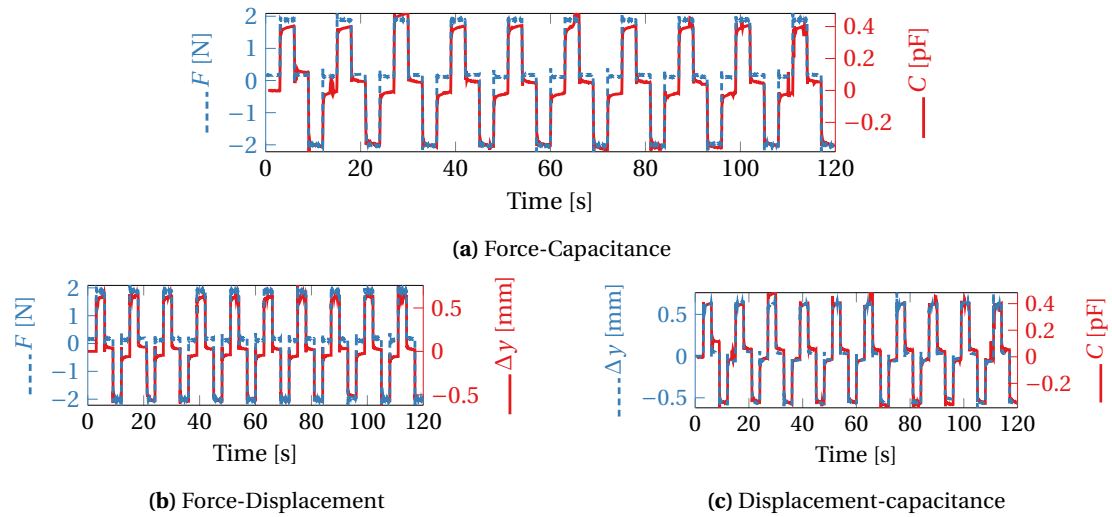 2
1
0
−1
−2
F [N]
0.4
0.2
0
−0.2
C [pF]
0 20 40 60 80 100 120
Time [s]
(a) Force-Capacitance
2
1
0
−1
−2
F [N]
0.5
0
−0.5
Δy [mm]
0 20 40 60 80 100 120
Time [s]
(b) Force-Displacement
0.5
0
−0.5
Δy [mm]
0.4
0.2
0
−0.2
C [pF]
0 20 40 60 80 100 120
Time [s]
(c) Displacement-capacitance